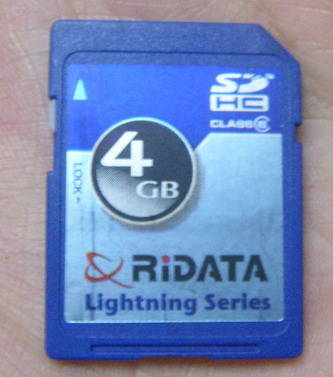 SD
HC
CLASS 6
4
GB
LOCK
RiDATA
Lightning Series